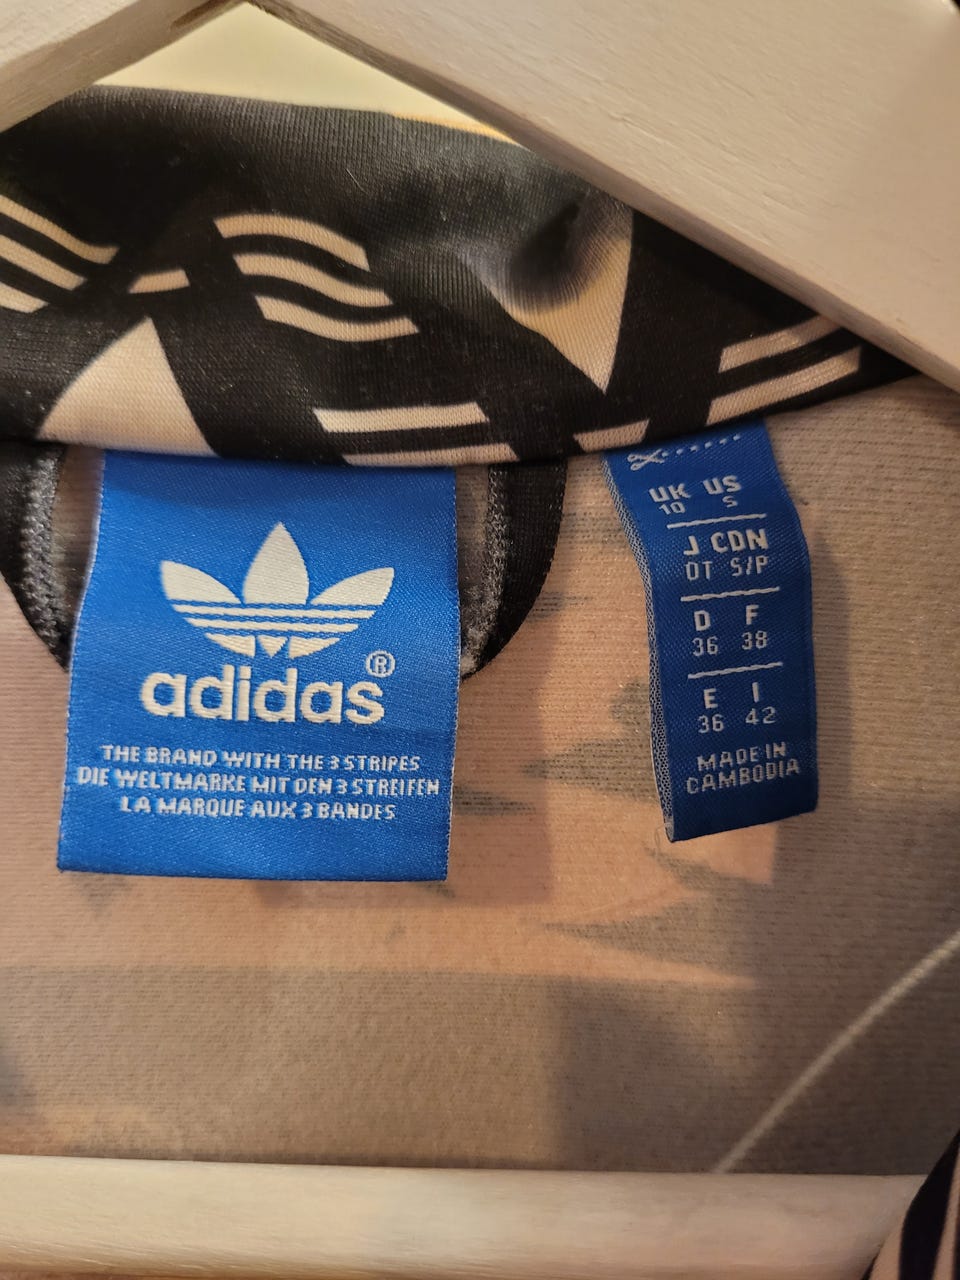 adidas®
THE BRAND WITH THE 3 STRIPES
DIE WELTMARKE MIT DEN 3 STREIFEN
LA MARQUE AUX 3 BANDES
UK US
10 S
J CDN
OT S/P
D F
36 38
E I
36 42
MADE IN
CAMBODIA